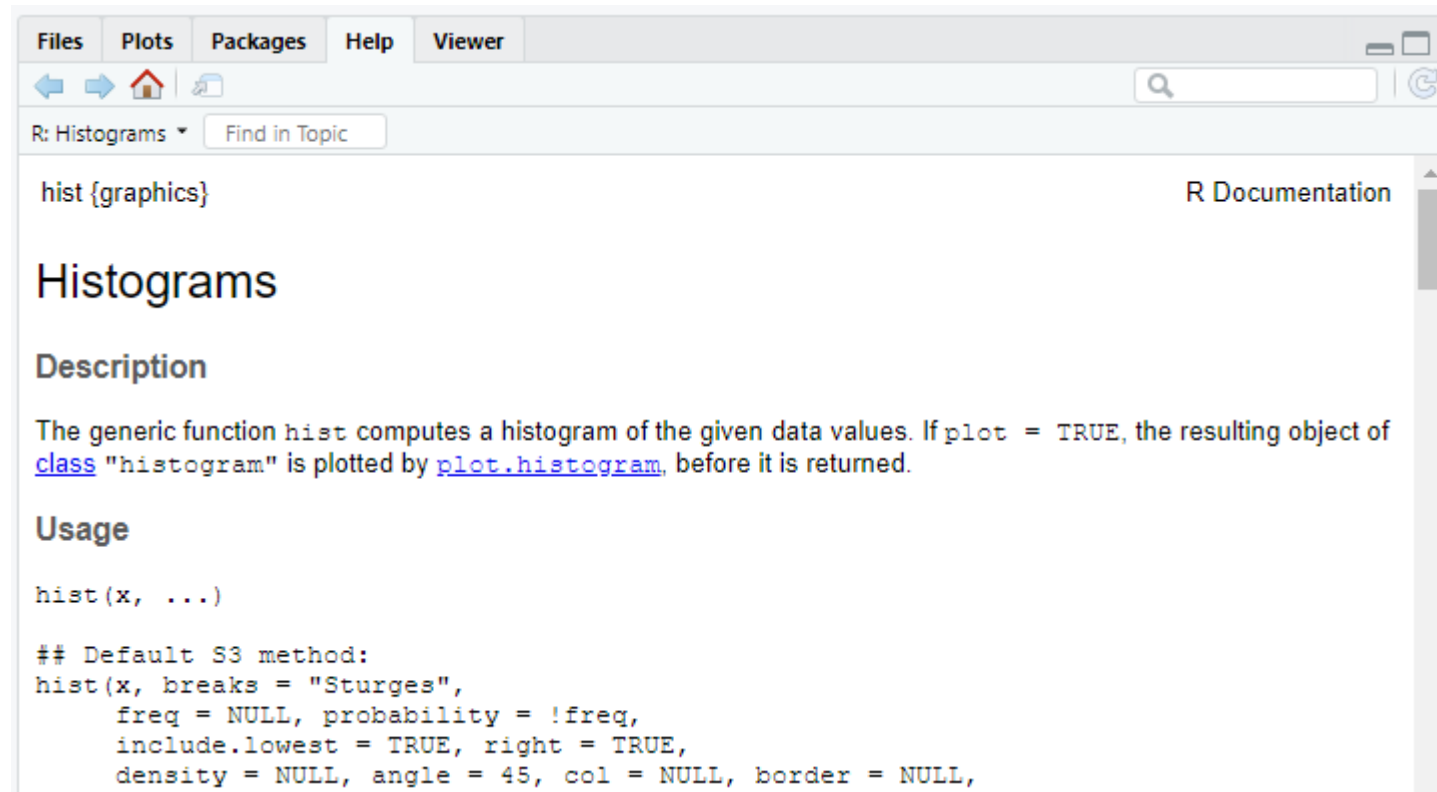 Files Plots Packages Help Viewer
R: Histograms Find in Topic
hist {graphics} R Documentation
Histograms
Description
The generic function hist computes a histogram of the given data values. If plot = TRUE, the resulting object of
class "histogram" is plotted by plot.histogram, before it is returned.
Usage
hist(x, ...)
## Default S3 method:
hist(x, breaks = "Sturges",
     freq = NULL, probability = !freq,
     include.lowest = TRUE, right = TRUE,
     density = NULL, angle = 45, col = NULL, border = NULL,